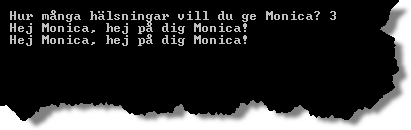 Hur många hälsningar vill du ge Monica? 3
Hej Monica, hej på dig Monica!
Hej Monica, hej på dig Monica!